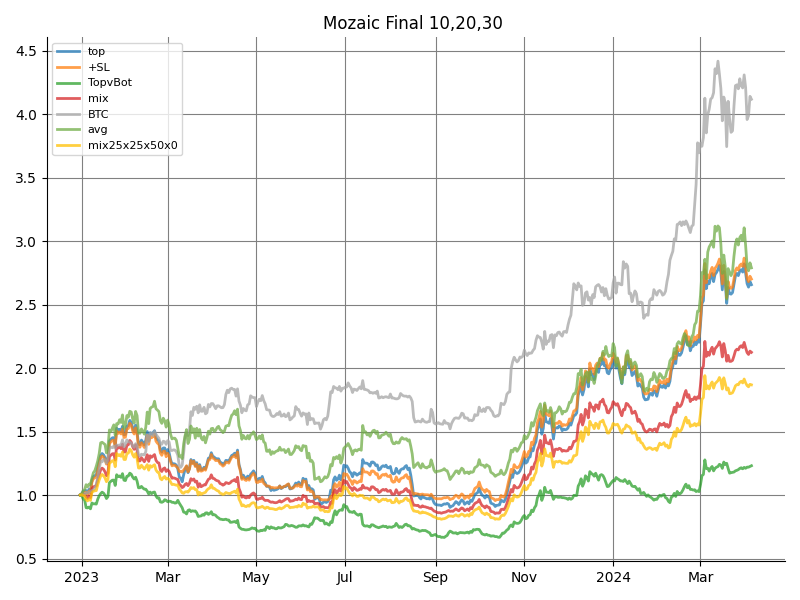 Mozaic Final 10,20,30
top
+SL
TopvBot
mix
BTC
avg
mix25x25x50x0
4.5
4.0
3.5
3.0
2.5
2.0
1.5
1.0
0.5
2023
Mar
May
Jul
Sep
Nov
2024
Mar